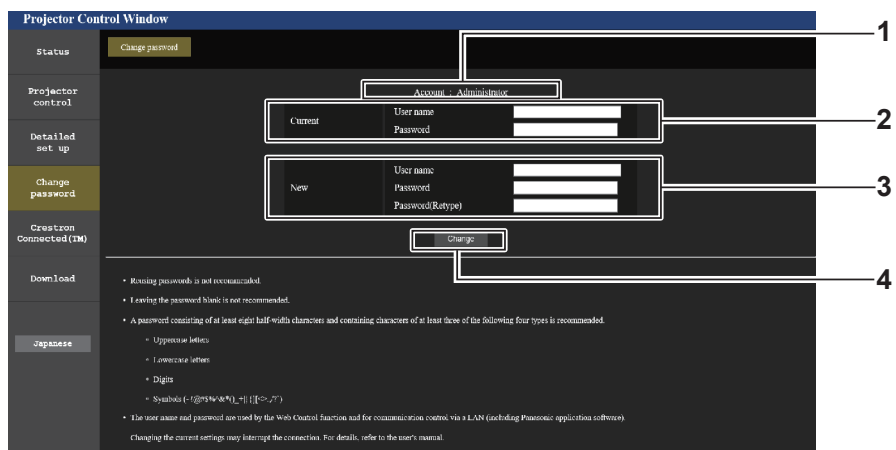 Projector Control Window
Change password
1
Status
Projector
control
Detailed
set up
Change
password
Crestron
Connected(TM)
Download
Japanese
Account : Administrator
Current
User name
Password
2
New
User name
Password
Password(Retype)
3
Change
4
• Reusing passwords is not recommended.
• Leaving the password blank is not recommended.
• A password consisting of at least eight half-width characters and containing characters of at least three of the following four types is recommended.
Uppercase letters
Lowercase letters
Digits
Symbols
• The user name and password are used by the Web Control function and for communication control via a LAN (including Panasonic application software).
Changing the current settings may interrupt the connection. For details, refer to the user's manual.